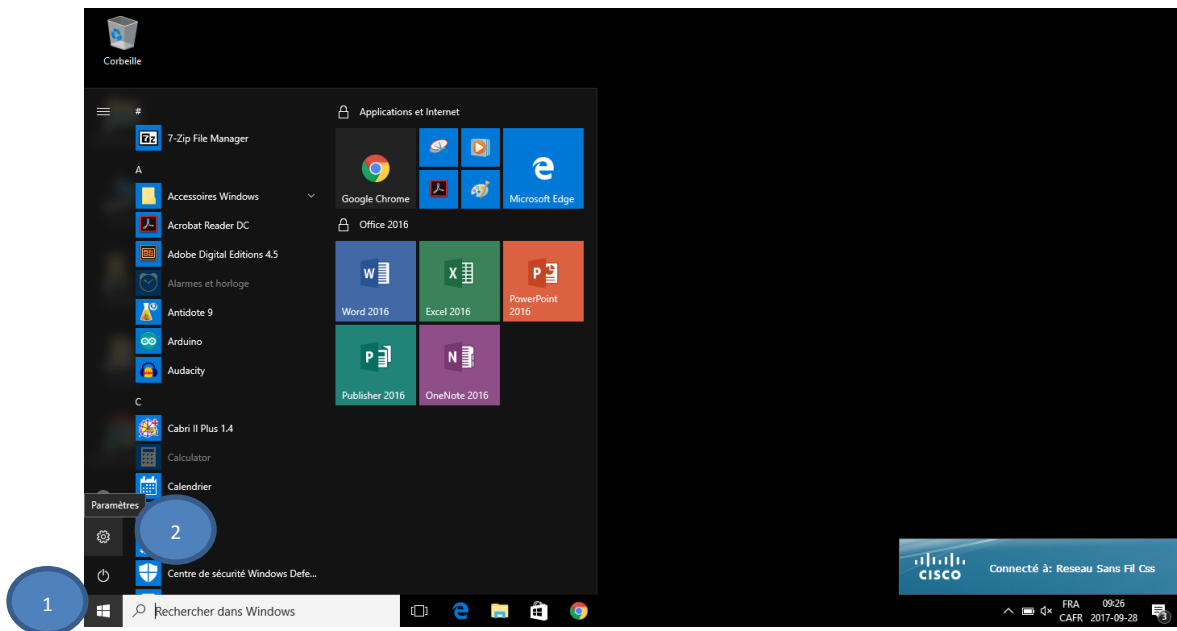 Corbeille
#
7-Zip File Manager
A
Accessoires Windows
Acrobat Reader DC
Adobe Digital Editions 4.5
Alarmes et horloge
Antidote 9
Arduino
Audacity
C
Cabri II Plus 1.4
Calculator
Calendrier
Paramètres
2
Centre de sécurité Windows Defe...
1
Rechercher dans Windows
Applications et Internet
Google Chrome
Microsoft Edge
Office 2016
Word 2016
Excel 2016
PowerPoint
2016
Publisher 2016
OneNote 2016
CISCO
Connecté à: Reseau Sans Fil Css
FRA
CAFR
09:26
2017-09-28
3